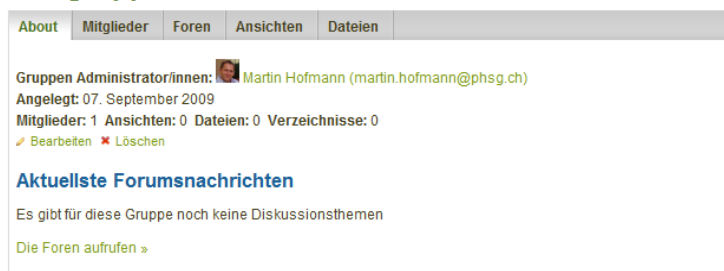 About Mitglieder Foren Ansichten Dateien
Gruppen Administrator/innen: Martin Hofmann (martin.hofmann@phsg.ch)
Angelegt: 07. September 2009
Mitglieder: 1 Ansichten: 0 Dateien: 0 Verzeichnisse: 0
Bearbeiten Löschen
Aktuellste Forumsnachrichten
Es gibt für diese Gruppe noch keine Diskussionsthemen
Die Foren aufrufen »